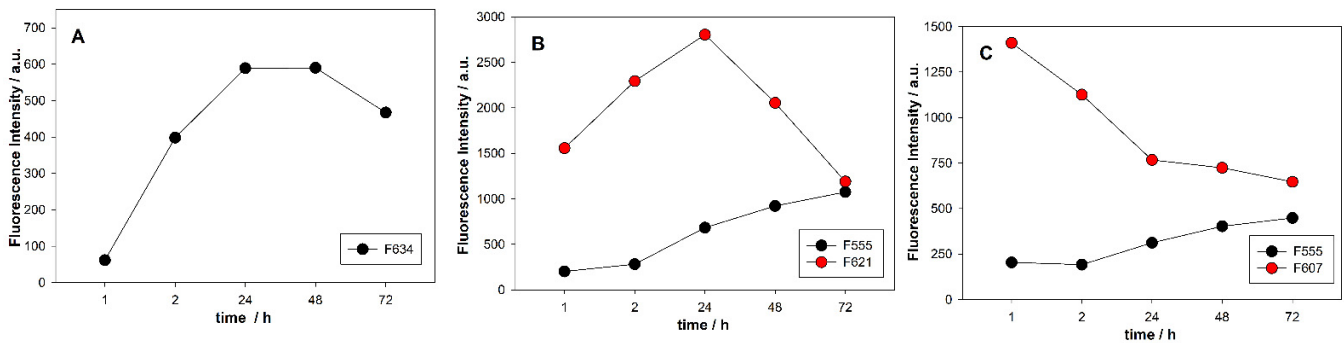 A
Fluorescence Intensity / a.u.
700
600
500
400
300
200
100
0
F634
1 2 24 48 72
time / h
B
Fluorescence Intensity / a.u.
3000
2500
2000
1500
1000
500
0
F555
F621
1 2 24 48 72
time / h
C
Fluorescence Intensity / a.u.
1500
1250
1000
750
500
250
0
F555
F607
1 2 24 48 72
time / h